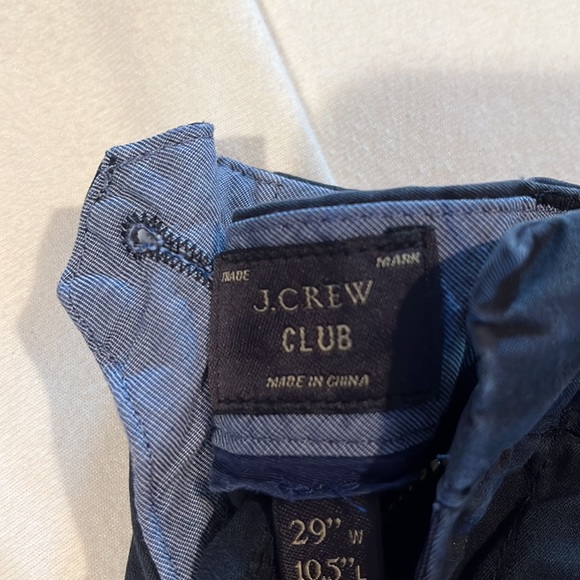 TRADE MARK
J.CREW
CLUB
MADE IN CHINA
29" W
10.5" L